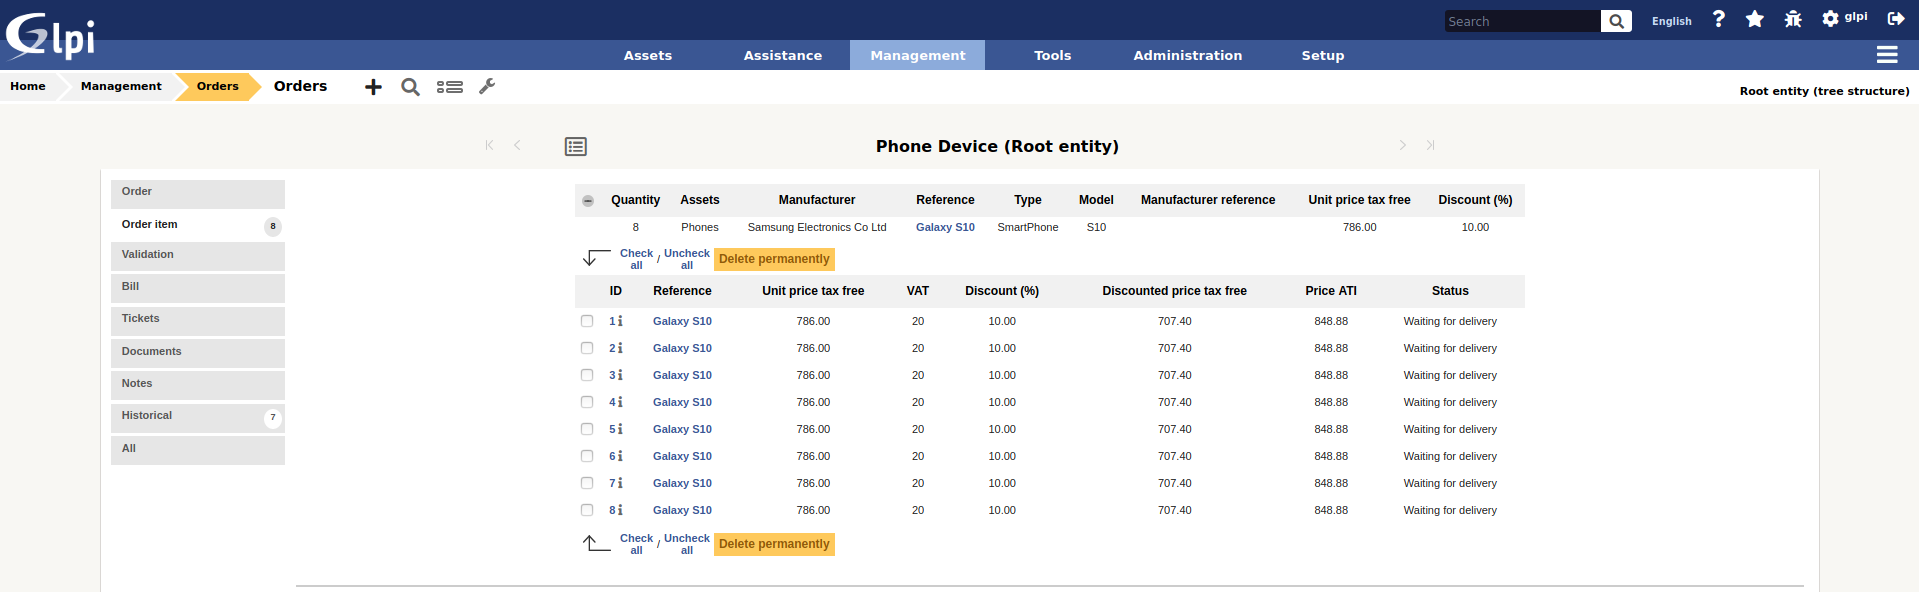 Glpi
Search English ? glpi
Assets Assistance Management Tools Administration Setup
Home Management Orders Orders Root entity (tree structure)
Phone Device (Root entity)
Order
Order item 8
Validation
Bill
Tickets
Documents
Notes
Historical 7
All
Quantity Assets Manufacturer Reference Type Model Manufacturer reference Unit price tax free Discount (%)
8 Phones Samsung Electronics Co Ltd Galaxy S10 SmartPhone S10 786.00 10.00
Check all / Uncheck all Delete permanently
ID Reference Unit price tax free VAT Discount (%) Discounted price tax free Price ATI Status
1 Galaxy S10 786.00 20 10.00 707.40 848.88 Waiting for delivery
2 Galaxy S10 786.00 20 10.00 707.40 848.88 Waiting for delivery
3 Galaxy S10 786.00 20 10.00 707.40 848.88 Waiting for delivery
4 Galaxy S10 786.00 20 10.00 707.40 848.88 Waiting for delivery
5 Galaxy S10 786.00 20 10.00 707.40 848.88 Waiting for delivery
6 Galaxy S10 786.00 20 10.00 707.40 848.88 Waiting for delivery
7 Galaxy S10 786.00 20 10.00 707.40 848.88 Waiting for delivery
8 Galaxy S10 786.00 20 10.00 707.40 848.88 Waiting for delivery
Check all / Uncheck all Delete permanently